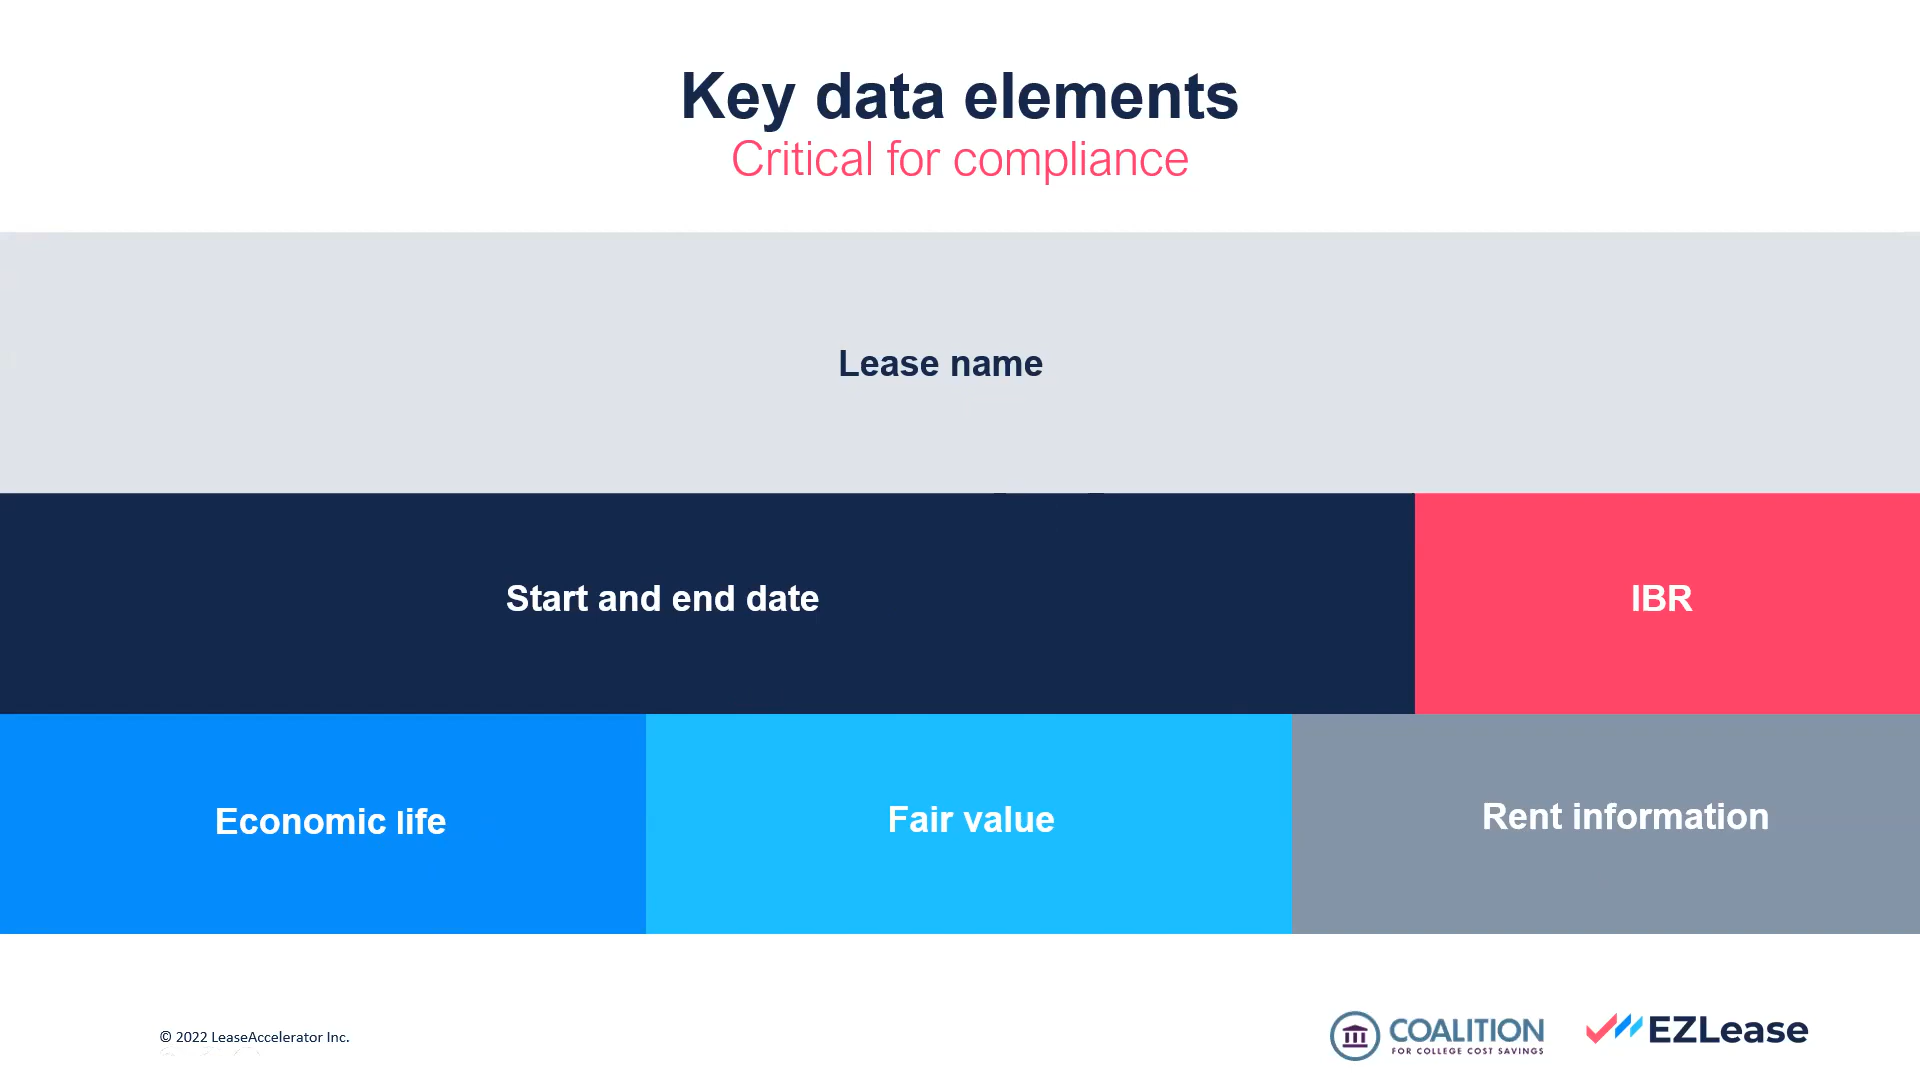 Key data elements
Critical for compliance
Lease name
Start and end date
IBR
Economic life
Fair value
Rent information
© 2022 LeaseAccelerator Inc.
COALITION
FOR COLLEGE COST SAVINGS
EZLease